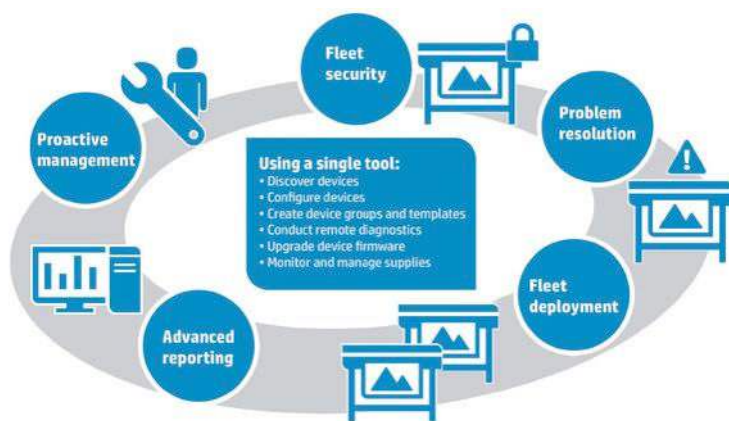 Fleet
security
Problem
resolution
Proactive
management
Using a single tool:
• Discover devices
• Configure devices
• Create device groups and templates
• Conduct remote diagnostics
• Upgrade device firmware
• Monitor and manage supplies
Fleet
deployment
Advanced
reporting